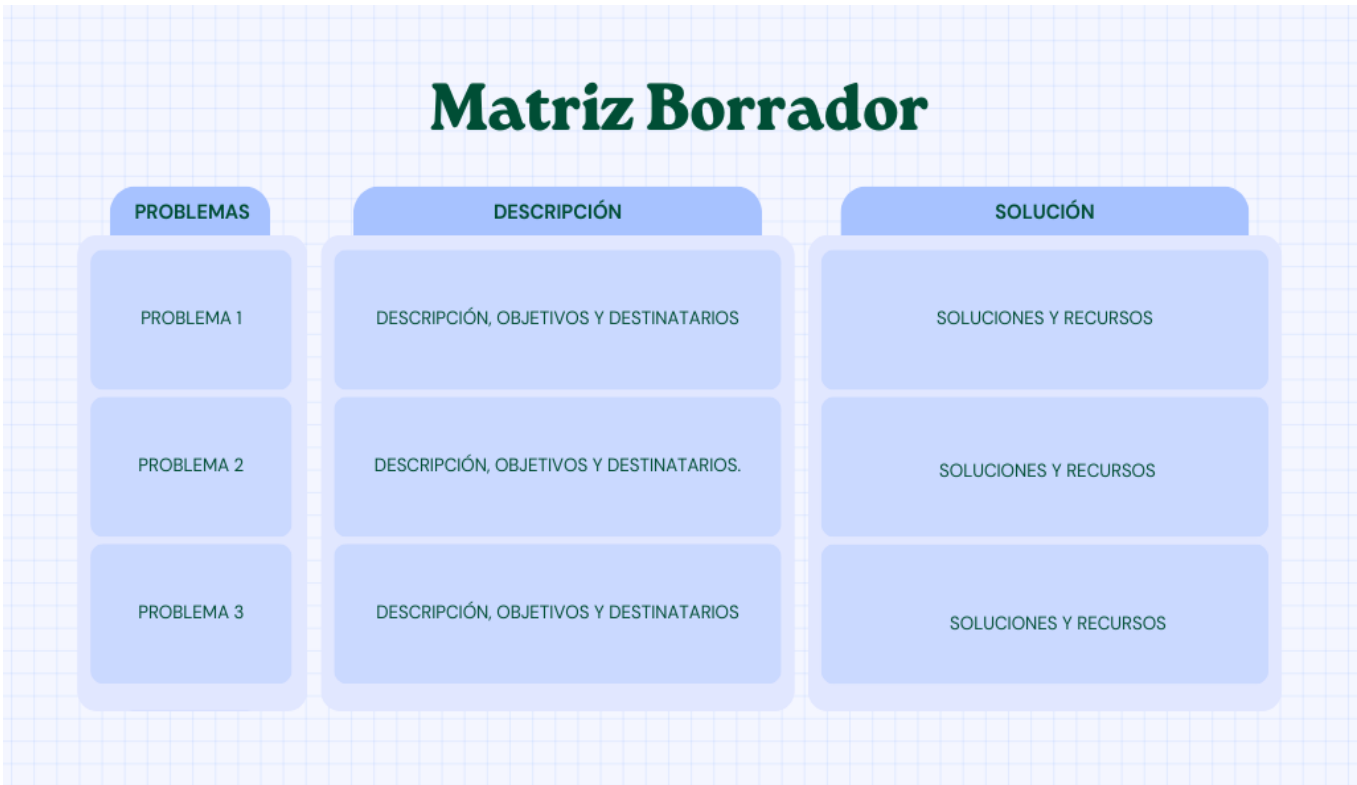 Matriz Borrador
PROBLEMAS
DESCRIPCIÓN
SOLUCIÓN
PROBLEMA 1
DESCRIPCIÓN, OBJETIVOS Y DESTINATARIOS
SOLUCIONES Y RECURSOS
PROBLEMA 2
DESCRIPCIÓN, OBJETIVOS Y DESTINATARIOS.
SOLUCIONES Y RECURSOS
PROBLEMA 3
DESCRIPCIÓN, OBJETIVOS Y DESTINATARIOS
SOLUCIONES Y RECURSOS